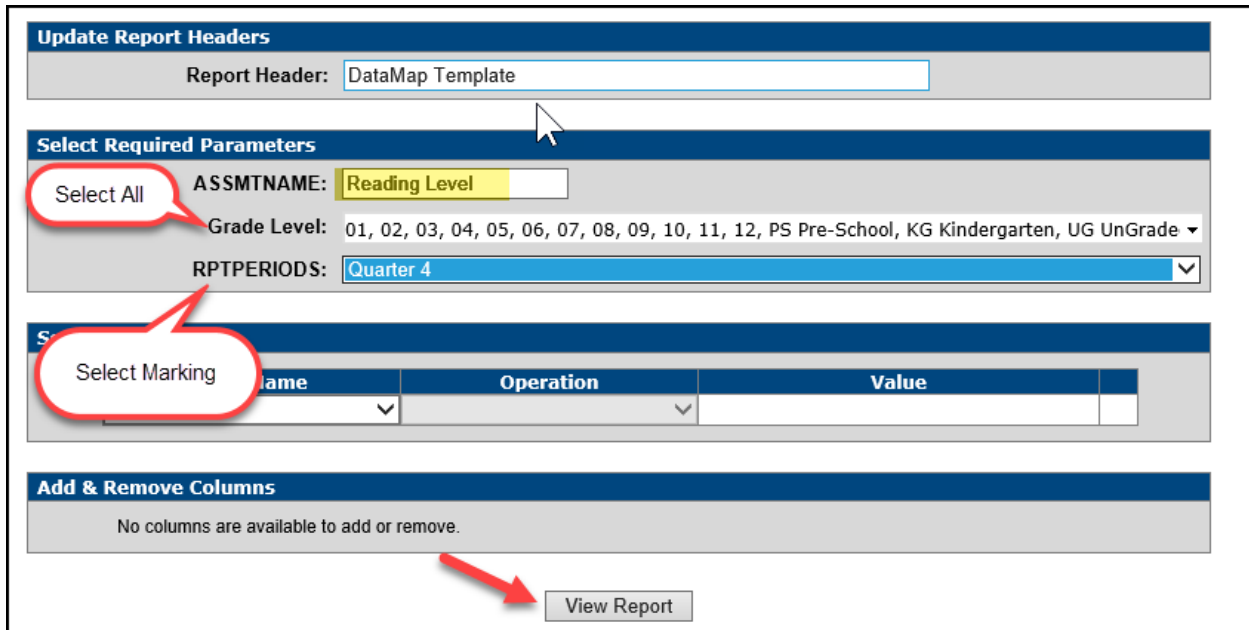 Update Report Headers
Report Header: DataMap Template
Select Required Parameters
Select All
ASSMTNAME: Reading Level
Grade Level: 01, 02, 03, 04, 05, 06, 07, 08, 09, 10, 11, 12, PS Pre-School, KG Kindergarten, UG UnGrade
RPTPERIODS: Quarter 4
Select Marking
Operation Value
Add & Remove Columns
No columns are available to add or remove.
View Report